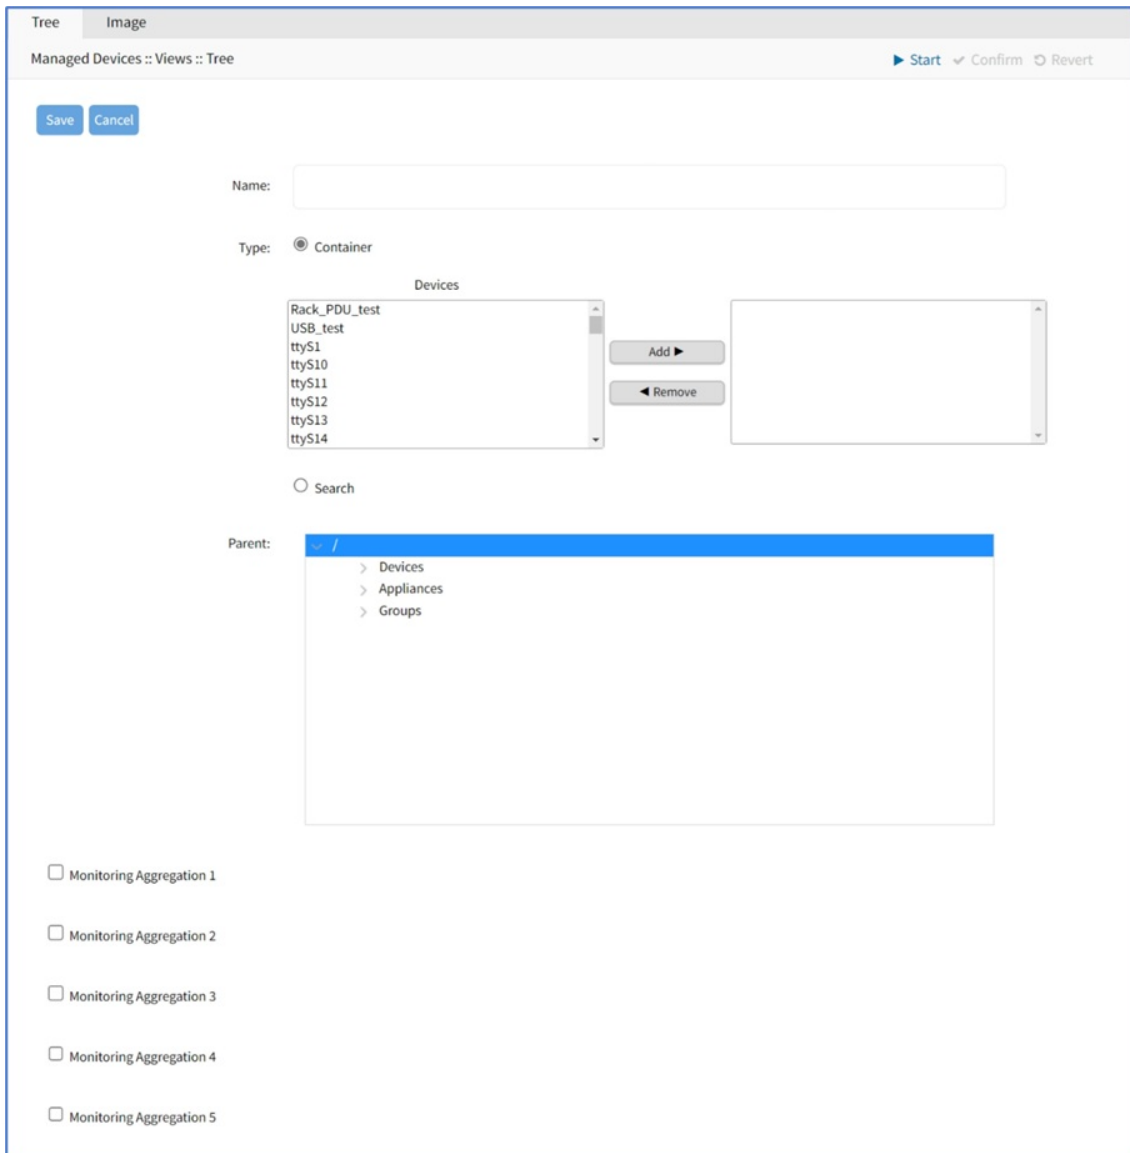 Tree Image
Managed Devices :: Views :: Tree Start Confirm Revert
Save Cancel
Name:
Type: Container
Devices
Rack_PDU_test
USB_test
ttyS1
ttyS10
ttyS11
ttyS12
ttyS13
ttyS14
Add
Remove
Search
Parent: /
Devices
Appliances
Groups
Monitoring Aggregation 1
Monitoring Aggregation 2
Monitoring Aggregation 3
Monitoring Aggregation 4
Monitoring Aggregation 5